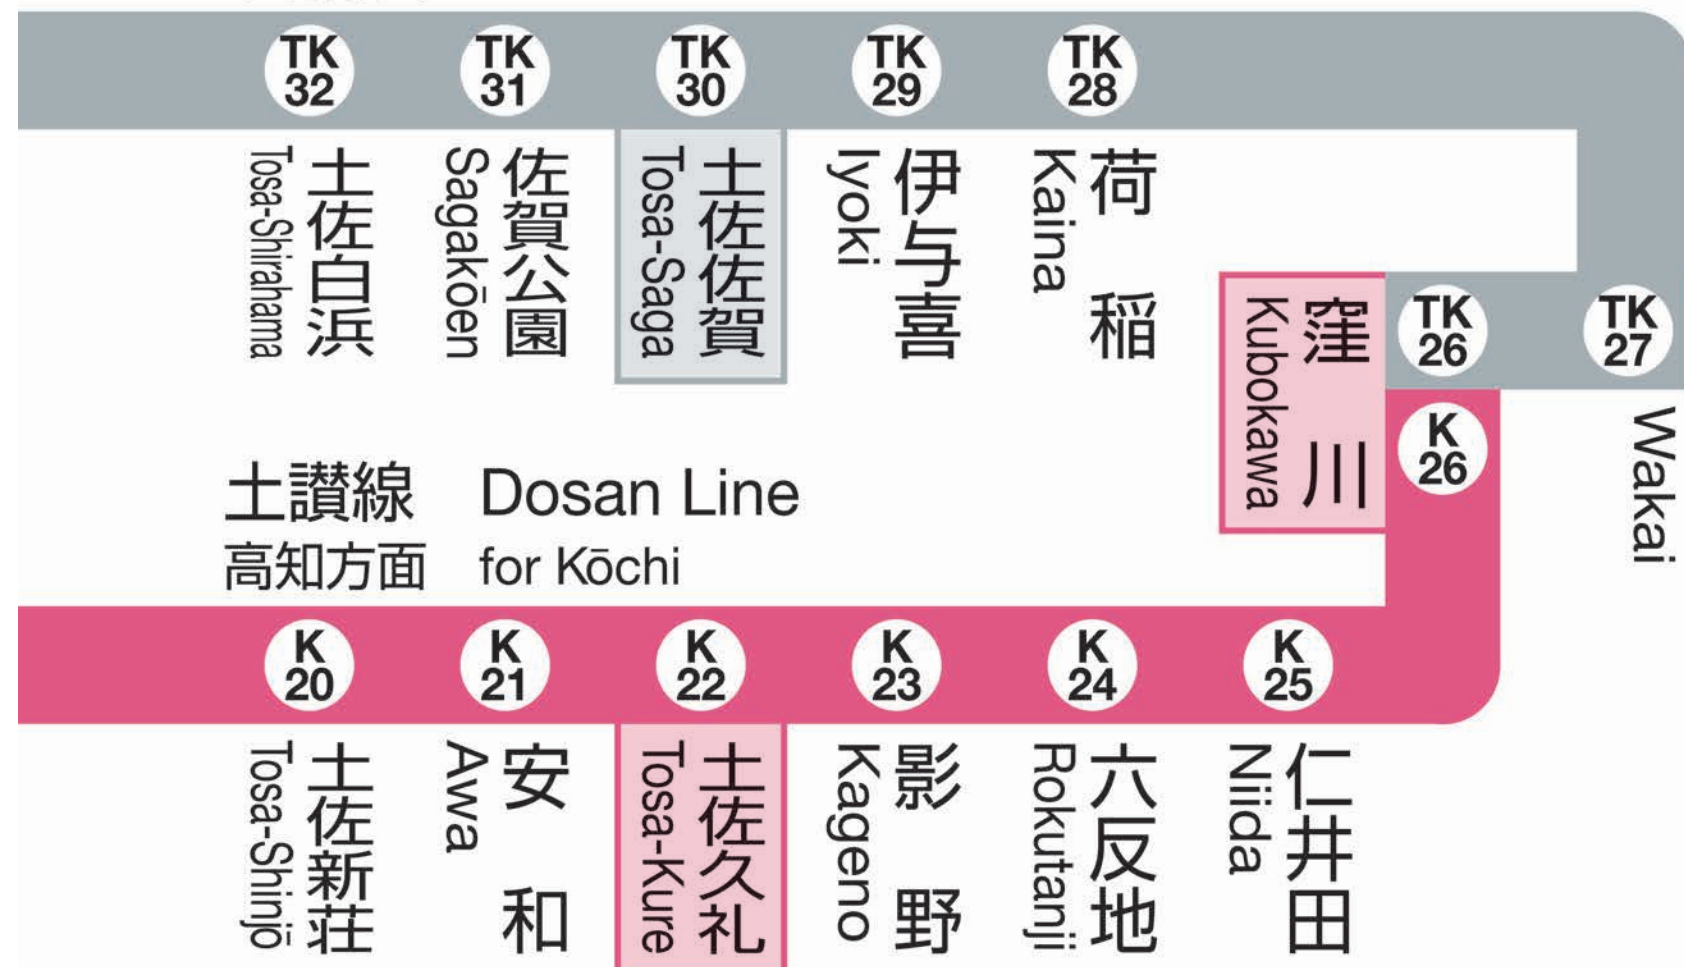 TK
32
TK
31
TK
30
TK
29
TK
28
土佐白浜
Tosa-Shirahama
佐賀公園
Sagakōen
土佐佐賀
Tosa-Saga
伊与喜
Iyoki
荷稲
Kaina
窪川
Kubokawa
TK
26
TK
27
K
26
Wakai
土讃線 Dosan Line
高知方面 for Kōchi
K
20
K
21
K
22
K
23
K
24
K
25
土佐新荘
Tosa-Shinjō
安和
Awa
土佐久礼
Tosa-Kure
影野
Kageno
六反地
Rokutanji
仁井田
Niida